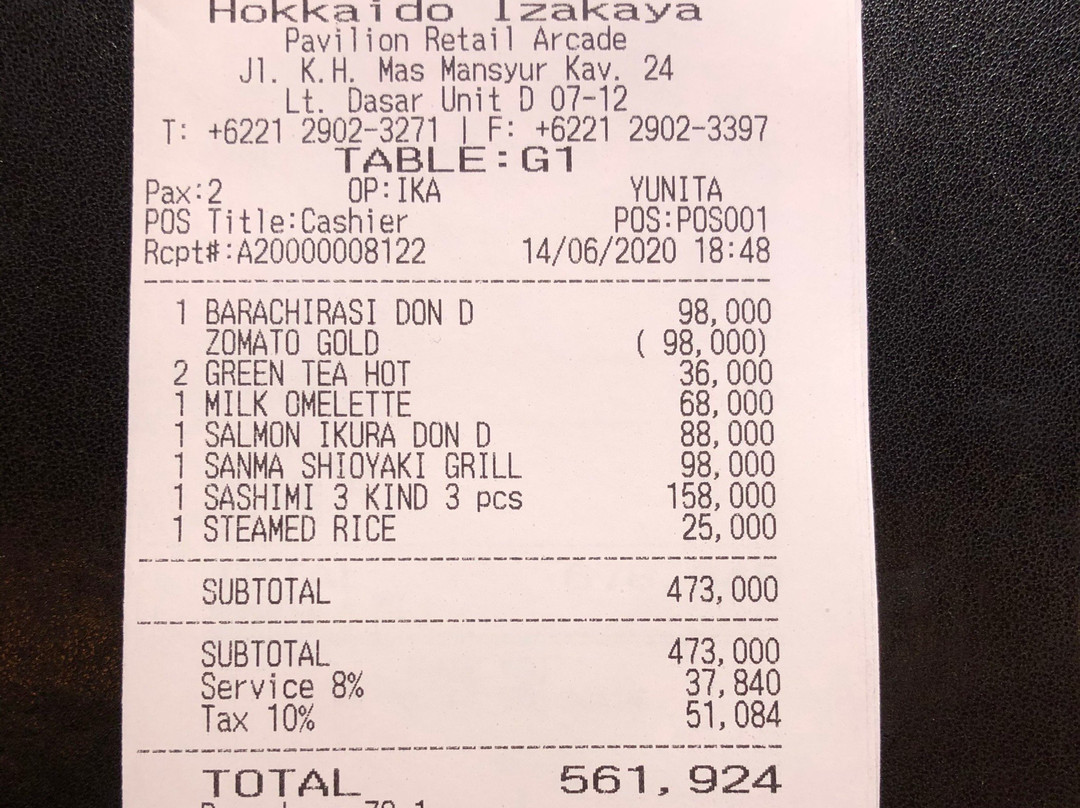 Hokkaido Izakaya
Pavilion Retail Arcade
Jl. K.H. Mas Mansyur Kav. 24
Lt. Dasar Unit D 07-12
T: +6221 2902-3271 | F: +6221 2902-3397
TABLE:G1
Pax:2 OP:IKA YUNITA
POS Title:Cashier POS:POS001
Rcpt#:A20000008122 14/06/2020 18:48
1 BARACHIRASI DON D 98,000
ZOMATO GOLD ( 98,000)
2 GREEN TEA HOT 36,000
1 MILK OMELETTE 68,000
1 SALMON IKURA DON D 88,000
1 SANMA SHIOYAKI GRILL 98,000
1 SASHIMI 3 KIND 3 pcs 158,000
1 STEAMED RICE 25,000
SUBTOTAL 473,000
SUBTOTAL 473,000
Service 8% 37,840
Tax 10% 51,084
TOTAL 561,924